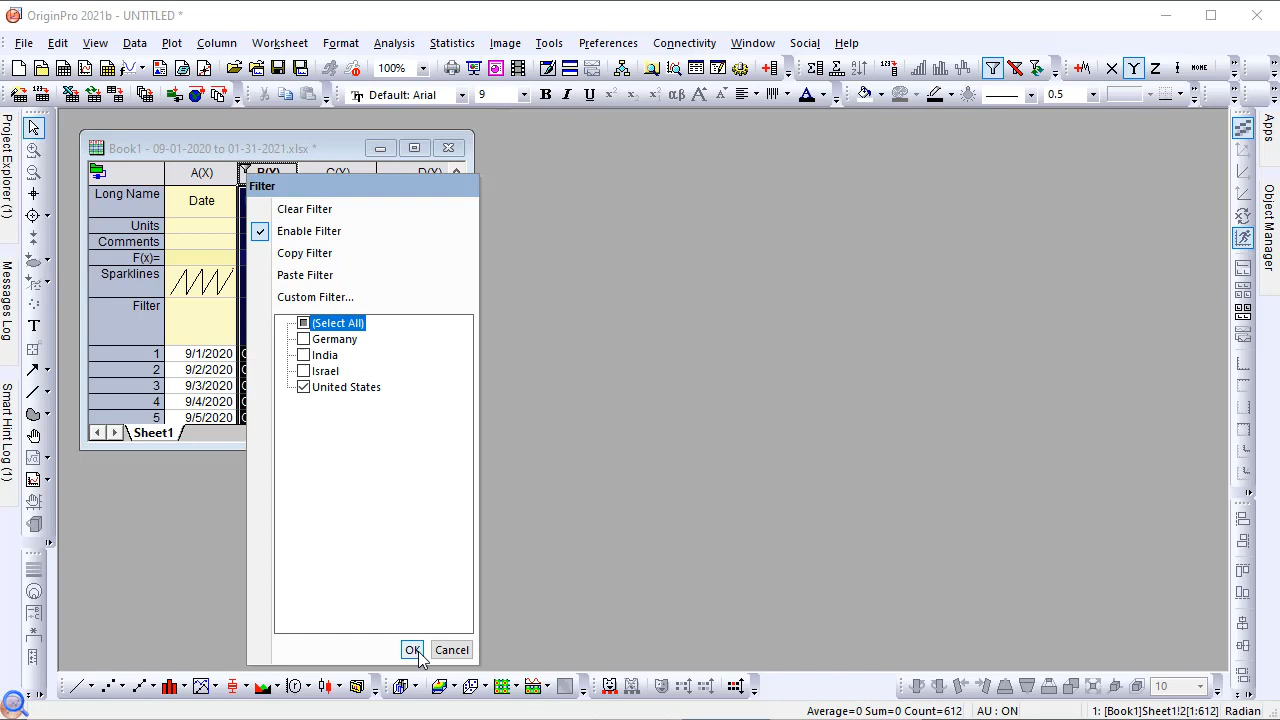 OriginPro 2021b - UNTITLED *
File Edit View Data Plot Column Worksheet Format Analysis Statistics Image Tools Preferences Connectivity Window Social Help
100%
Default: Arial 9 B I U αβ 0.5
X Y Z NONE
Project Explorer (1)
Messages Log
Smart Hint Log (1)
Apps
Object Manager
Book1 - 09-01-2020 to 01-31-2021.xlsx *
A(X)
Long Name Date
Units
Comments
F(x)=
Sparklines
Filter
1 9/1/2020
2 9/2/2020
3 9/3/2020
4 9/4/2020
5 9/5/2020
Sheet1
Filter
Clear Filter
Enable Filter
Copy Filter
Paste Filter
Custom Filter...
(Select All)
Germany
India
Israel
United States
OK Cancel
10
Average=0 Sum=0 Count=612 AU : ON 1: [Book1]Sheet1!2[1:612] Radian